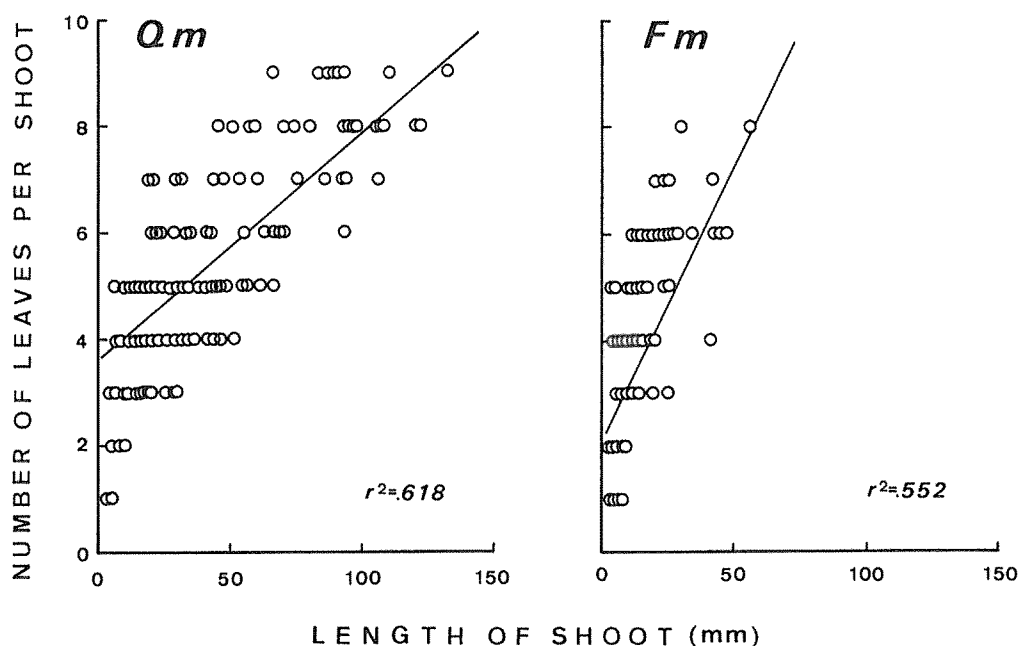 NUMBER OF LEAVES PER SHOOT
10
8
6
4
2
0
Qm
r²=.618
0 50 100 150
Fm
r²=.552
0 50 100 150
LENGTH OF SHOOT (mm)